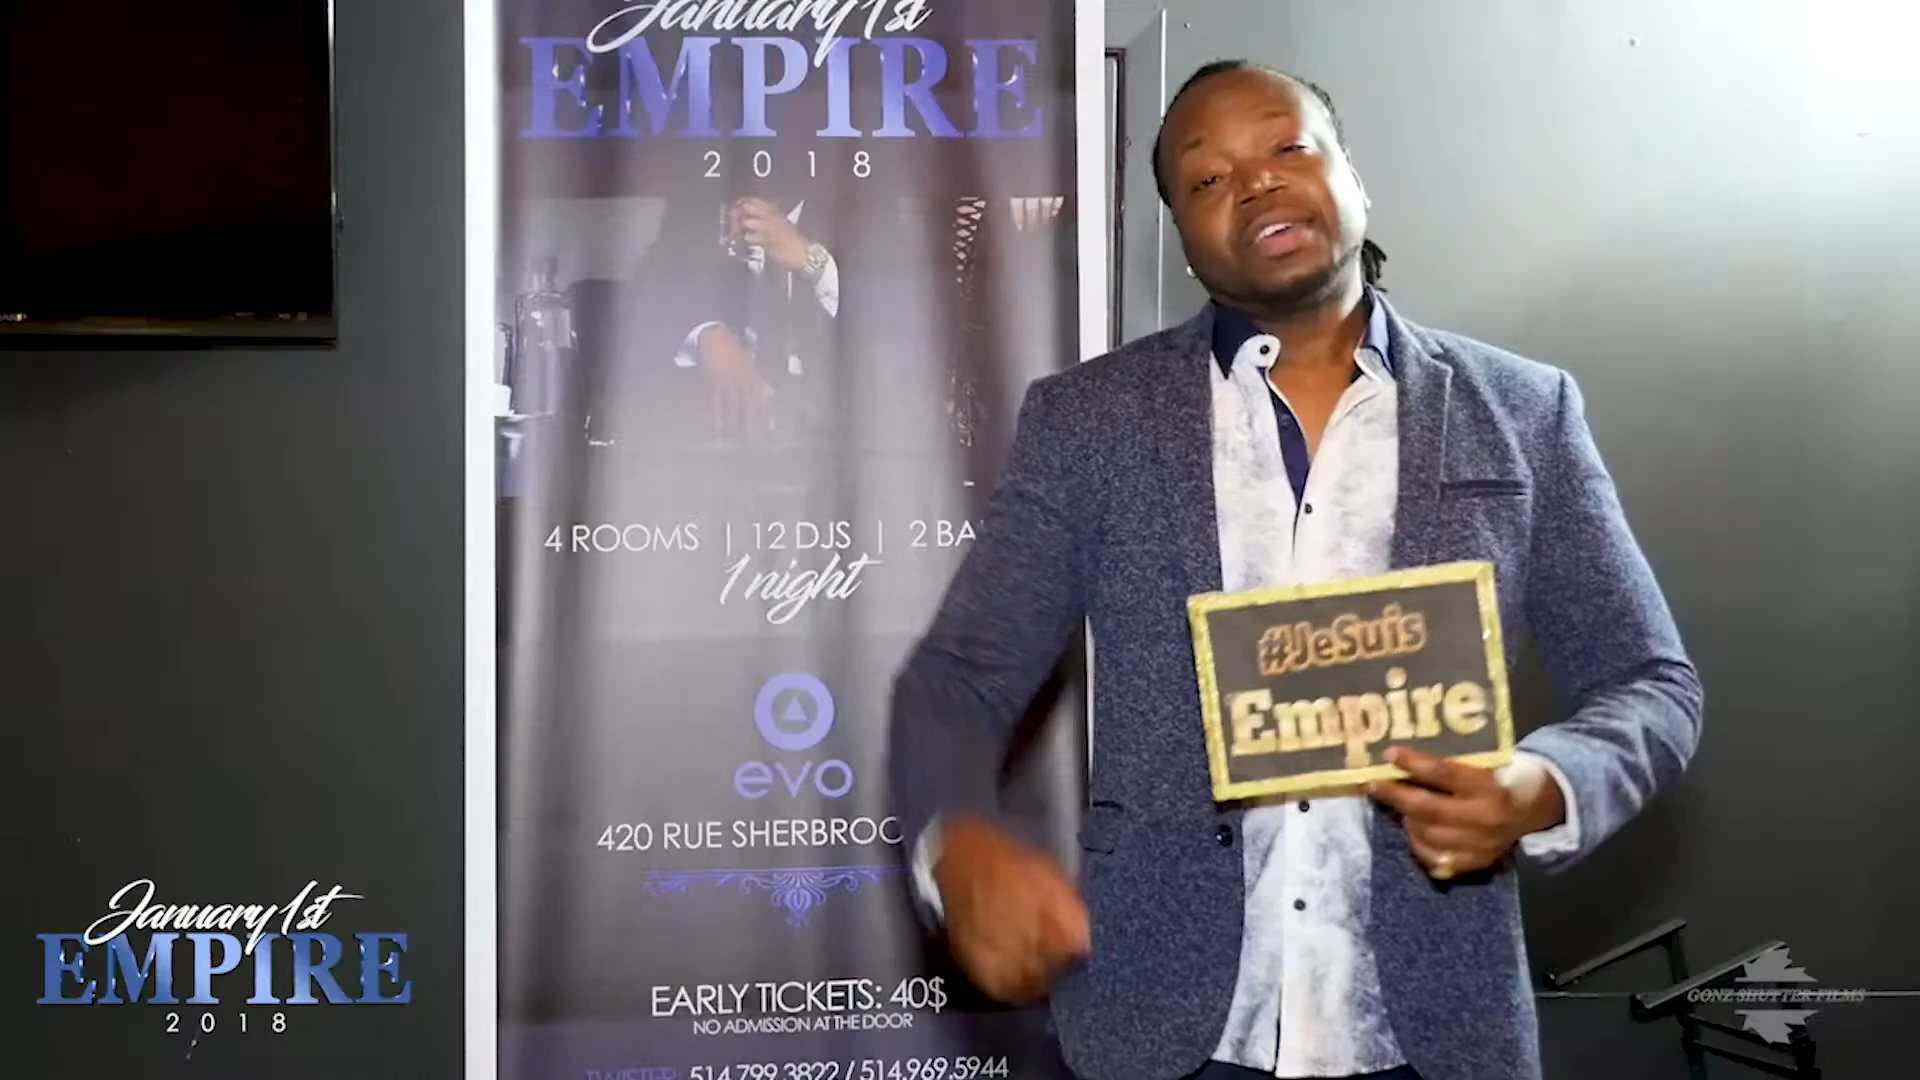 January 1st
EMPIRE
2018
4 ROOMS | 12 DJS | 2 BA
1 night
evo
420 RUE SHERBROO
EARLY TICKETS: 40$
NO ADMISSION AT THE DOOR
TWISTER: 514.799.3822 / 514.969.5944
#JeSuis
Empire
January 1st
EMPIRE
2018
GONZ SHUTTER FILMS